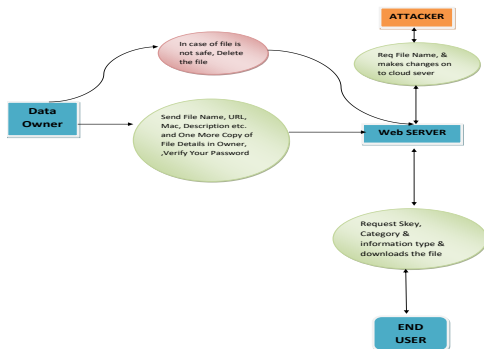 ATTACKER
In case of file is
not safe, Delete
the file
Req File Name, &
makes changes on
to cloud sever
Data
Owner
Send File Name, URL,
Mac, Description etc.
and One More Copy of
File Details in Owner,
,Verify Your Password
Web SERVER
Request Skey,
Category &
information type &
downloads the file
END
USER